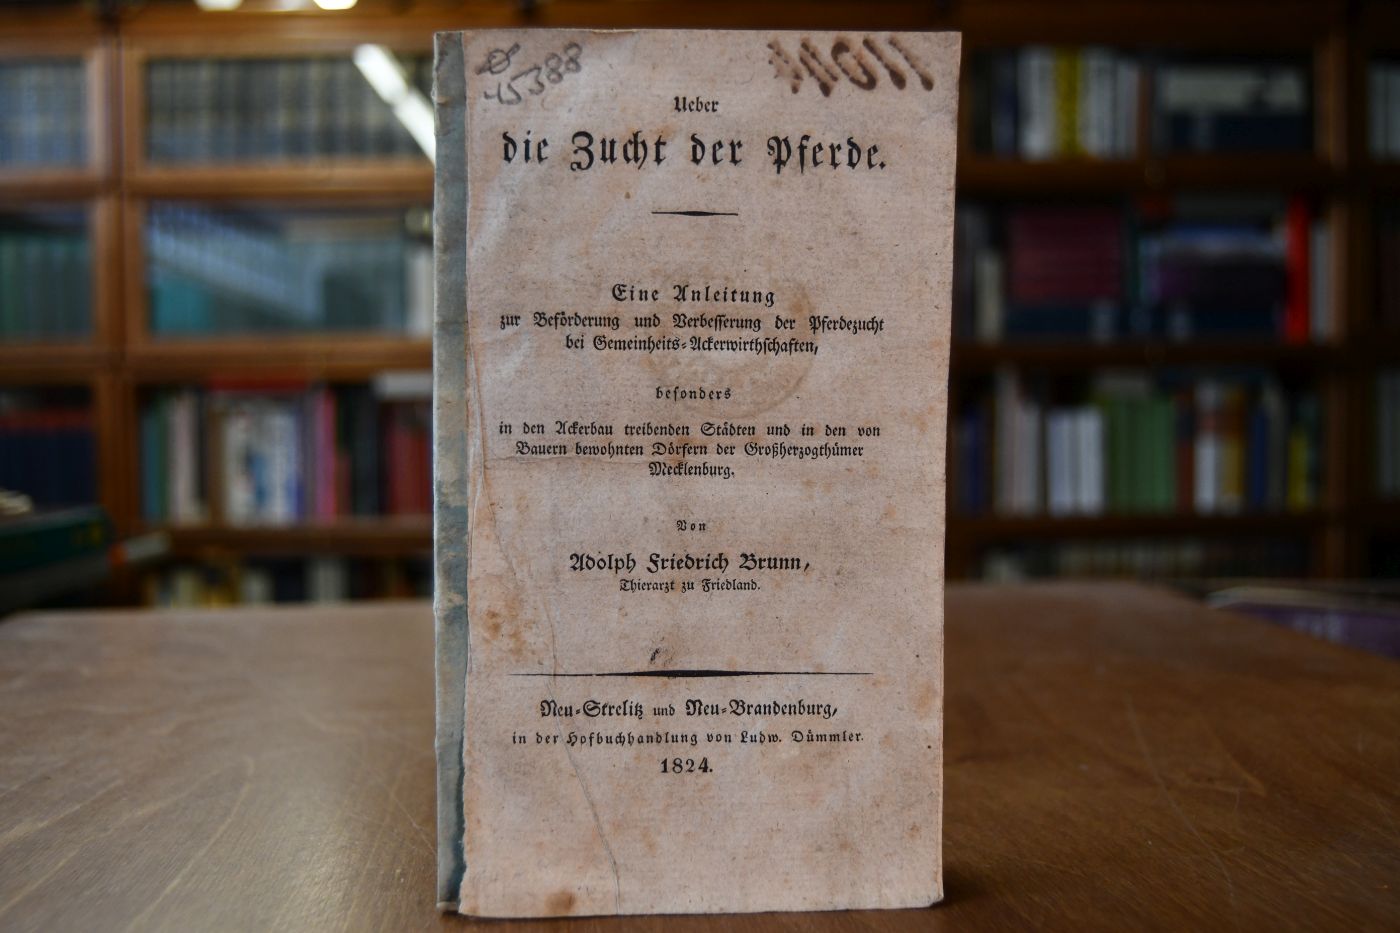 15388
Ueber
die Zucht der Pferde.
Eine Anleitung
zur Beförderung und Verbesserung der Pferdezucht
bei Gemeinheits-Ackerwirthschaften,
besonders
in den Ackerbau treibenden Städten und in den von
Bauern bewohnten Dörfern der Großherzogthümer
Mecklenburg.
Von
Adolph Friedrich Brunn,
Thierarzt zu Friedland.
Neu-Strelitz und Neu-Brandenburg,
in der Hofbuchhandlung von Ludw. Dümmler.
1824.